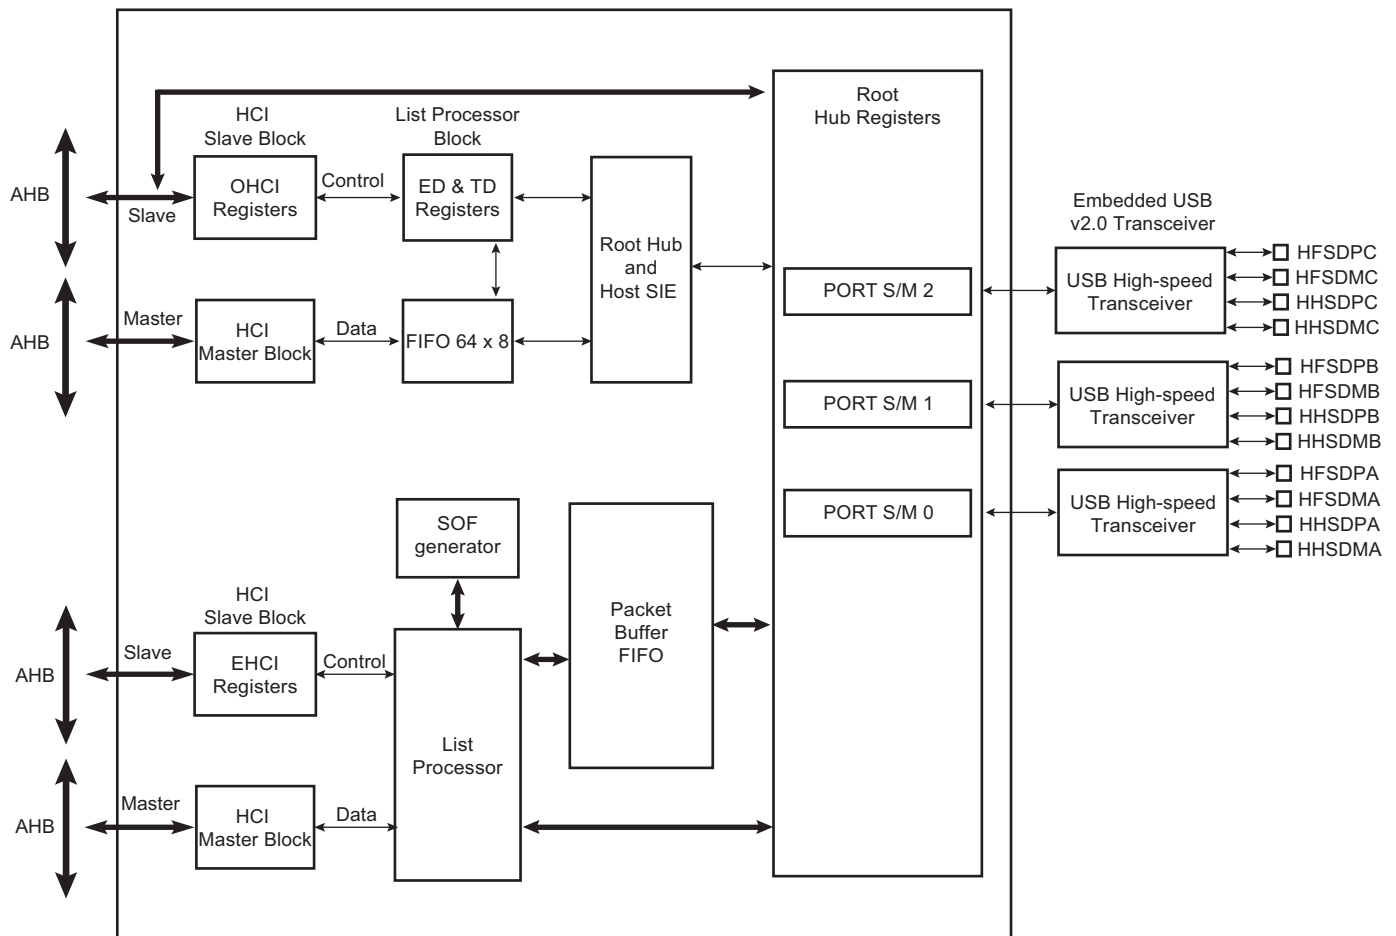 Root
Hub Registers
HCI
Slave Block
List Processor
Block
AHB
Slave
OHCI
Registers
Control
ED & TD
Registers
Root Hub
and
Host SIE
Embedded USB
v2.0 Transceiver
PORT S/M 2
USB High-speed
Transceiver
HFSDPC
HFSDMC
HHSDPC
HHSDMC
AHB
Master
HCI
Master Block
Data
FIFO 64 x 8
PORT S/M 1
USB High-speed
Transceiver
HFSDPB
HFSDMB
HHSDPB
HHSDMB
PORT S/M 0
USB High-speed
Transceiver
HFSDPA
HFSDMA
HHSDPA
HHSDMA
SOF
generator
HCI
Slave Block
Packet
Buffer
FIFO
AHB
Slave
EHCI
Registers
Control
List
Processor
AHB
Master
HCI
Master Block
Data